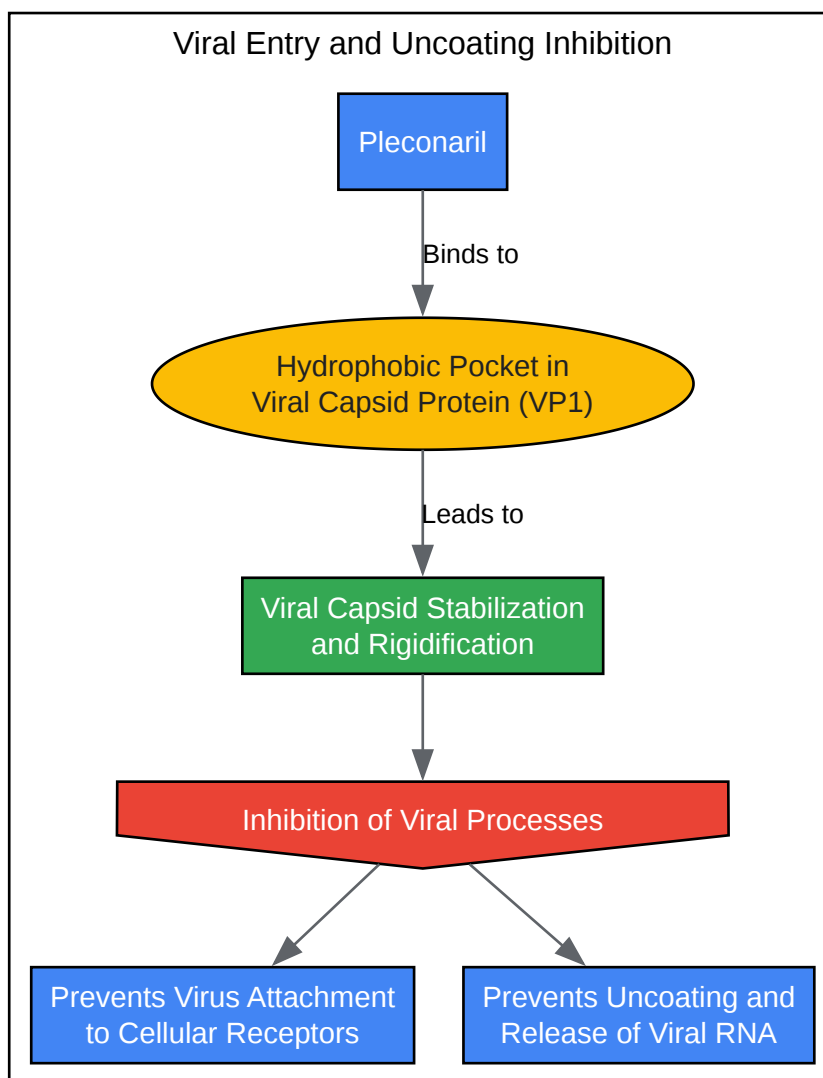 Viral Entry and Uncoating Inhibition
Pleconaril
Binds to
Hydrophobic Pocket in
Viral Capsid Protein (VP1)
Leads to
Viral Capsid Stabilization
and Rigidification
Inhibition of Viral Processes
Prevents Virus Attachment
to Cellular Receptors
Prevents Uncoating and
Release of Viral RNA